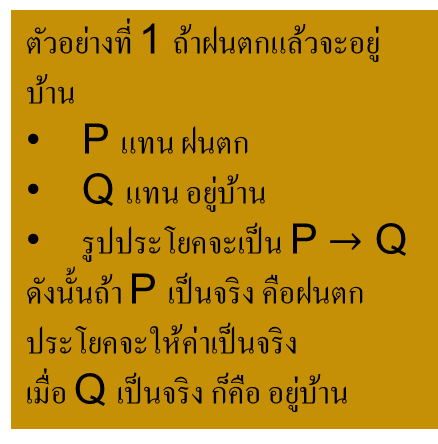 ตัวอย่างที่ 1 ถ้าฝนตกแล้วจะอยู่
บ้าน
• P แทน ฝนตก
• Q แทน อยู่บ้าน
• รูปประโยคจะเป็น P → Q
ดังนั้นถ้า P เป็นจริง คือฝนตก
ประโยคจะให้ค่าเป็นจริง
เมื่อ Q เป็นจริง ก็คือ อยู่บ้าน